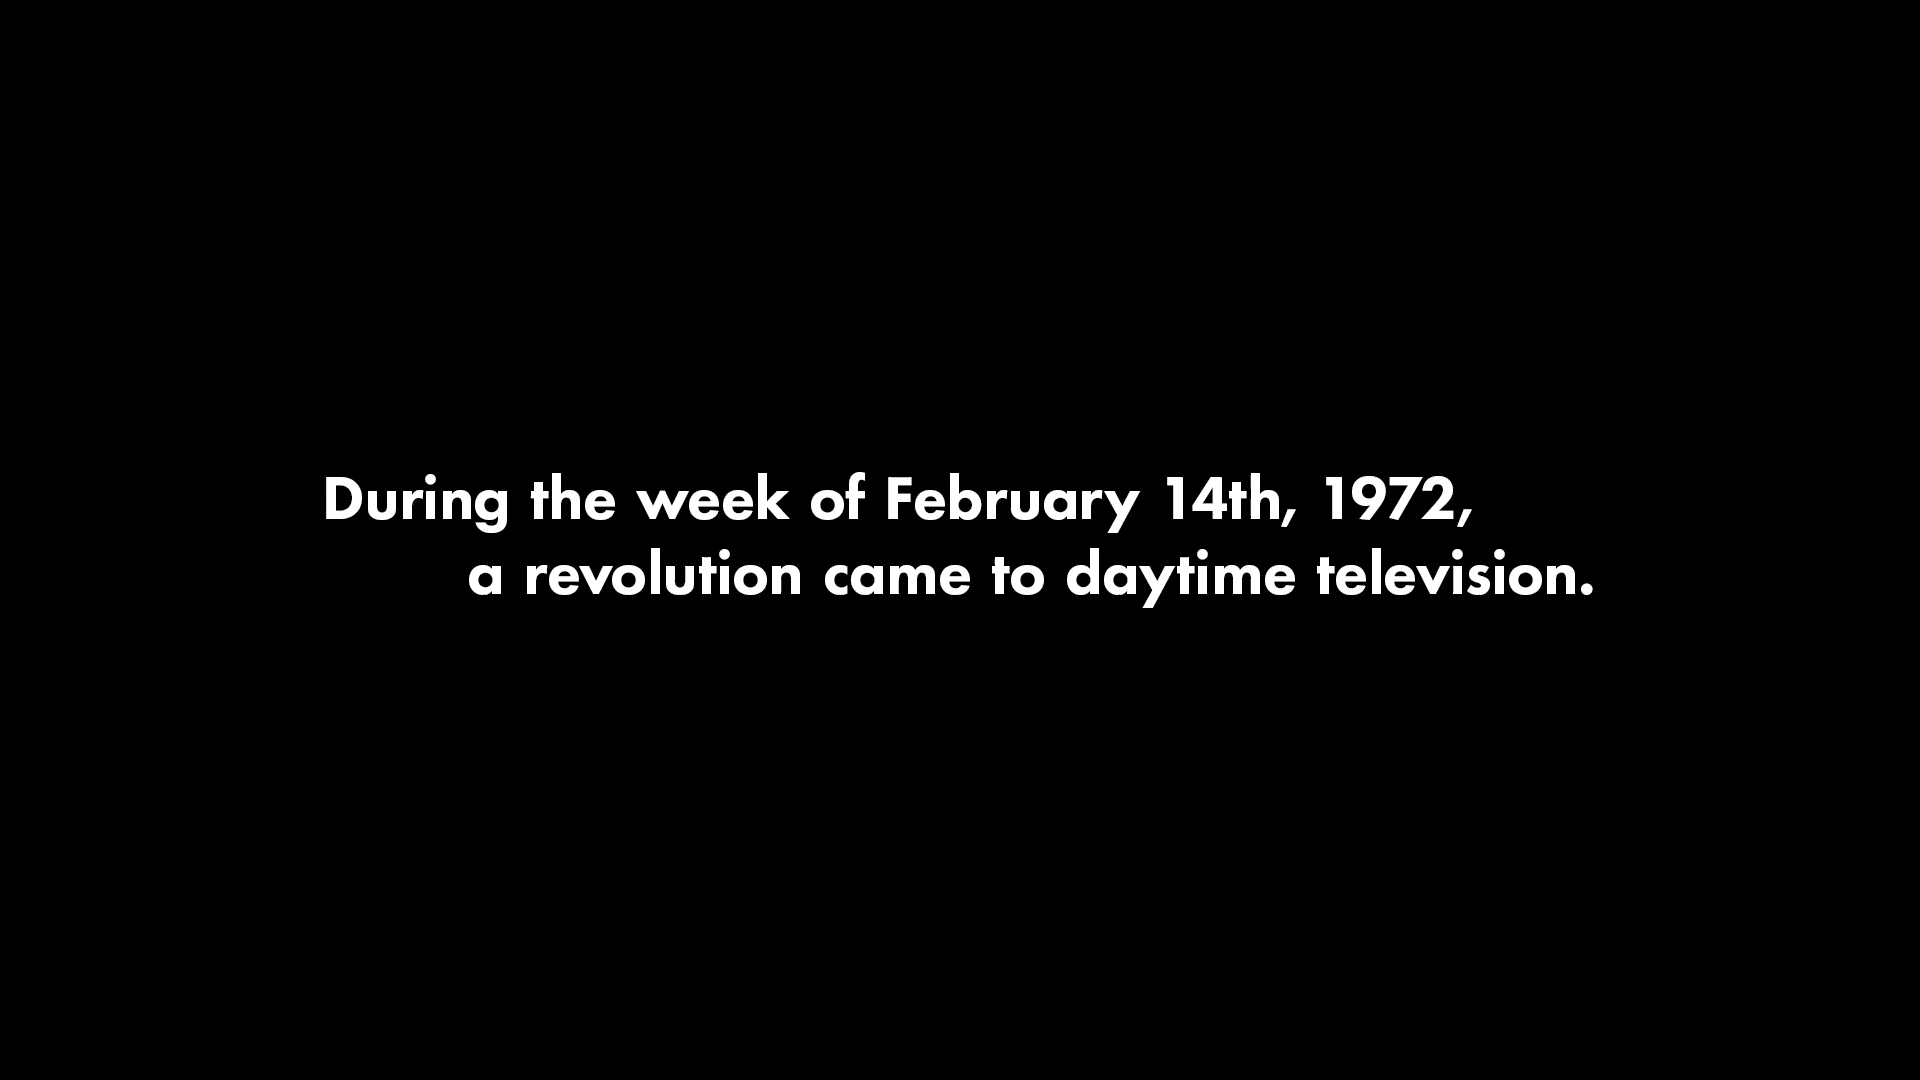 During the week of February 14th, 1972,
a revolution came to daytime television.